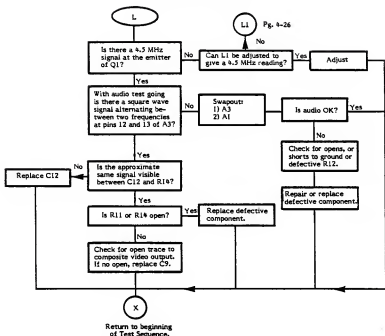 L
L1 Pg. 4-26
Is there a 4.5 MHz
signal at the emitter
of Q1?
No
Can L1 be adjusted to
give a 4.5 MHz reading?
No
Yes
Adjust
Yes
With audio test going
is there a square wave
signal alternating be-
tween two frequencies
at pins 12 and 13 of A3?
No
Swapout:
1) A3
2) A1
Is audio OK?
Yes
No
Check for opens, or
shorts to ground or
defective R12.
Repair or replace
defective component.
Yes
Is the approximate
same signal visible
between C12 and R14?
No
Replace C12
Yes
Is R11 or R14 open?
Yes
Replace defective
component.
No
Check for open trace to
composite video output.
If no open, replace C9.
X
Return to beginning
of Test Sequence.